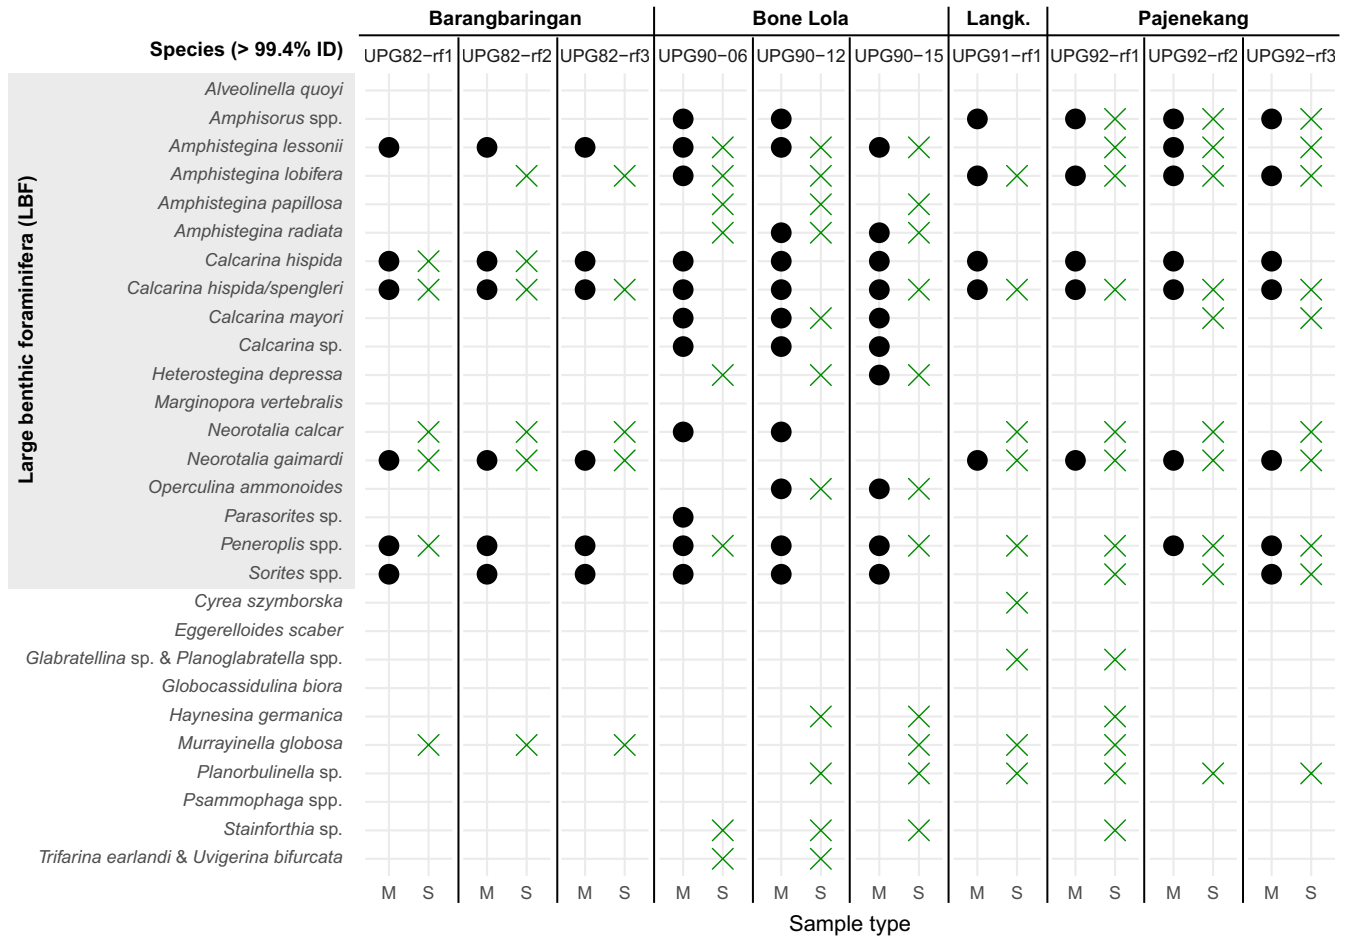 Barangbaringan Bone Lola Langk. Pajenekang
Species (> 99.4% ID) UPG82−rf1 UPG82−rf2 UPG82−rf3 UPG90−06 UPG90−12 UPG90−15 UPG91−rf1 UPG92−rf1 UPG92−rf2 UPG92−rf3
Large benthic foraminifera (LBF)
Alveolinella quoyi
Amphisorus spp.
Amphistegina lessonii
Amphistegina lobifera
Amphistegina papillosa
Amphistegina radiata
Calcarina hispida
Calcarina hispida/spengleri
Calcarina mayori
Calcarina sp.
Heterostegina depressa
Marginopora vertebralis
Neorotalia calcar
Neorotalia gaimardi
Operculina ammonoides
Parasorites sp.
Peneroplis spp.
Sorites spp.
Cyrea szymborska
Eggerelloides scaber
Glabratellina sp. & Planoglabratella spp.
Globocassidulina biora
Haynesina germanica
Murrayinella globosa
Planorbulinella sp.
Psammophaga spp.
Stainforthia sp.
Trifarina earlandi & Uvigerina bifurcata
M S M S M S M S M S M S M S M S M S M S
Sample type